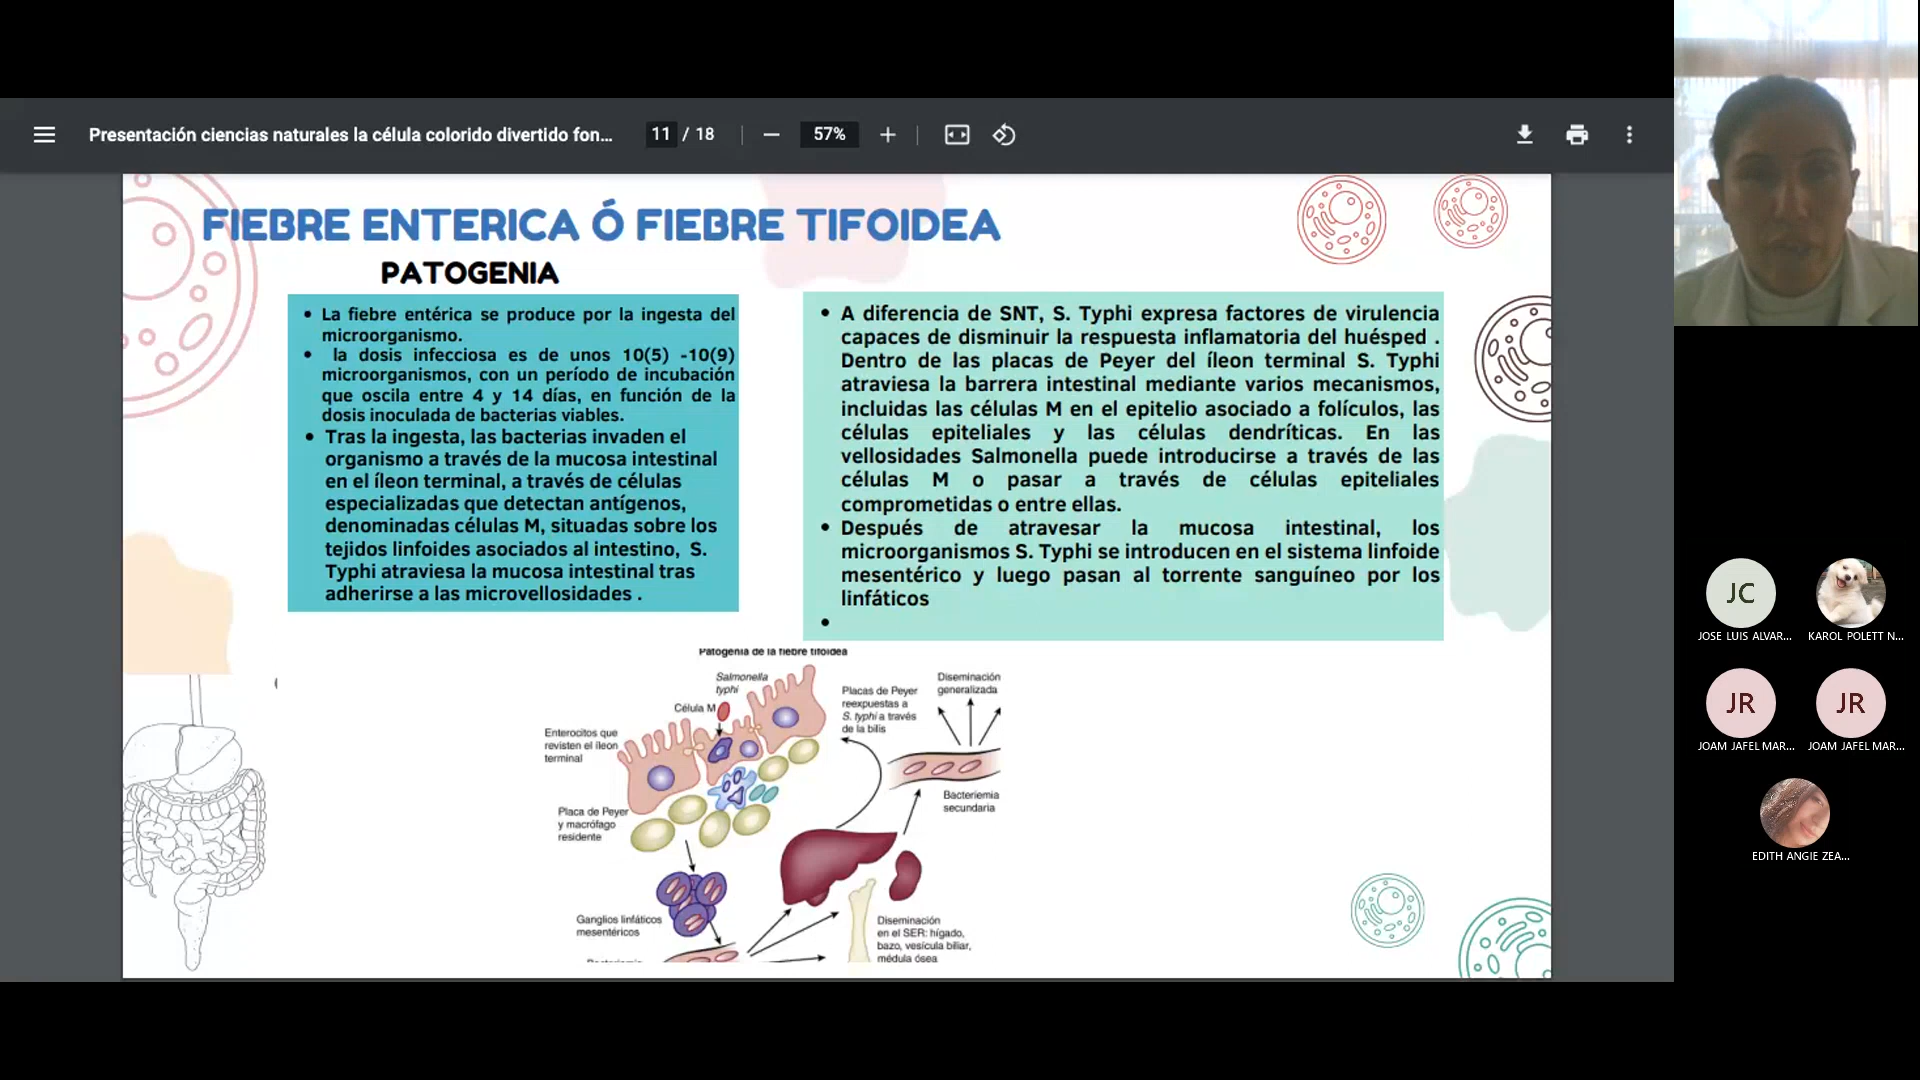 Presentación ciencias naturales la célula colorido divertido fon...
11 / 18
57%
FIEBRE ENTERICA Ó FIEBRE TIFOIDEA
PATOGENIA
• La fiebre entérica se produce por la ingesta del
microorganismo.
• la dosis infecciosa es de unos 10(5) -10(9)
microorganismos, con un período de incubación
que oscila entre 4 y 14 días, en función de la
dosis inoculada de bacterias viables.
• Tras la ingesta, las bacterias invaden el
organismo a través de la mucosa intestinal
en el íleon terminal, a través de células
especializadas que detectan antígenos,
denominadas células M, situadas sobre los
tejidos linfoides asociados al intestino, S.
Typhi atraviesa la mucosa intestinal tras
adherirse a las microvellosidades .
• A diferencia de SNT, S. Typhi expresa factores de virulencia
capaces de disminuir la respuesta inflamatoria del huésped .
Dentro de las placas de Peyer del íleon terminal S. Typhi
atraviesa la barrera intestinal mediante varios mecanismos,
incluidas las células M en el epitelio asociado a folículos, las
células epiteliales y las células dendríticas. En las
vellosidades Salmonella puede introducirse a través de las
células M o pasar a través de células epiteliales
comprometidas o entre ellas.
• Después de atravesar la mucosa intestinal, los
microorganismos S. Typhi se introducen en el sistema linfoide
mesentérico y luego pasan al torrente sanguíneo por los
linfáticos
•
Patogenia de la fiebre tifoidea
Salmonella
typhi
Célula M
Enterocitos que
revisten el íleon
terminal
Placa de Peyer
y macrófago
residente
Ganglios linfáticos
mesentéricos
Placas de Peyer
reexpuestas a
S. typhi a través
de la bilis
Diseminación
generalizada
Bacteriemia
secundaria
Diseminación
en el SER: hígado,
bazo, vesícula biliar,
médula ósea
JC
JOSE LUIS ALVAR...
KAROL POLETT N...
JR
JOAM JAFEL MAR...
JR
JOAM JAFEL MAR...
EDITH ANGIE ZEA...